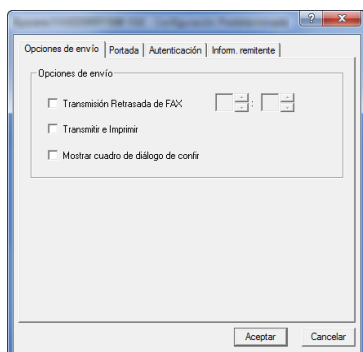 Opciones de envío Portada Autenticación Inform. remitente
Opciones de envío
Transmisión Retrasada de FAX :
Transmitir e Imprimir
Mostrar cuadro de diálogo de confir
Aceptar Cancelar